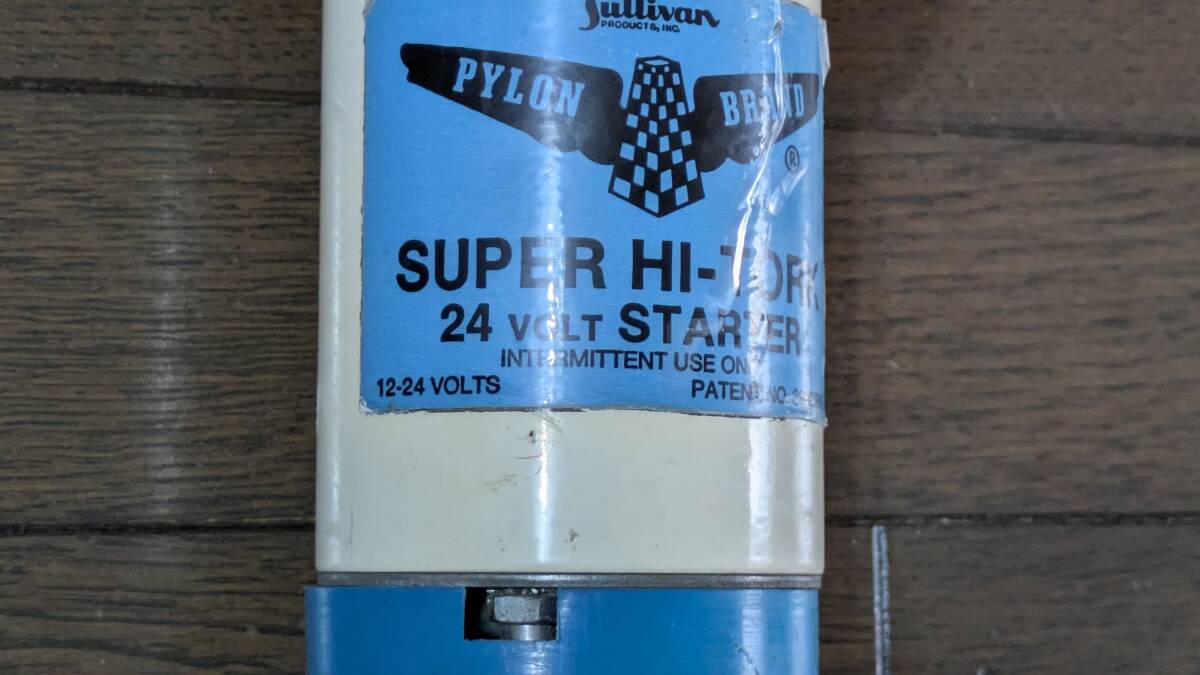 Sullivan
PRODUCTS, INC.
PYLON BRAND
®
SUPER HI-TORK
24 VOLT STARTER
INTERMITTENT USE ONLY
12-24 VOLTS PATENT NO.